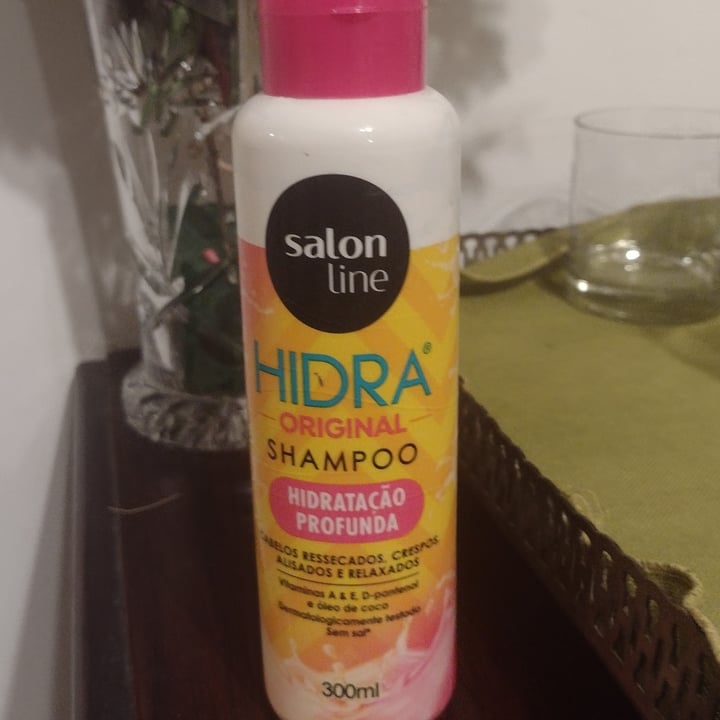 salon
line
HIDRA®
ORIGINAL
SHAMPOO
HIDRATAÇÃO
PROFUNDA
CABELOS RESSECADOS, CRESPOS,
ALISADOS E RELAXADOS
Vitaminas A & E, D-pantenol
e óleo de coco
Dermatologicamente testado
Sem sal*
300ml